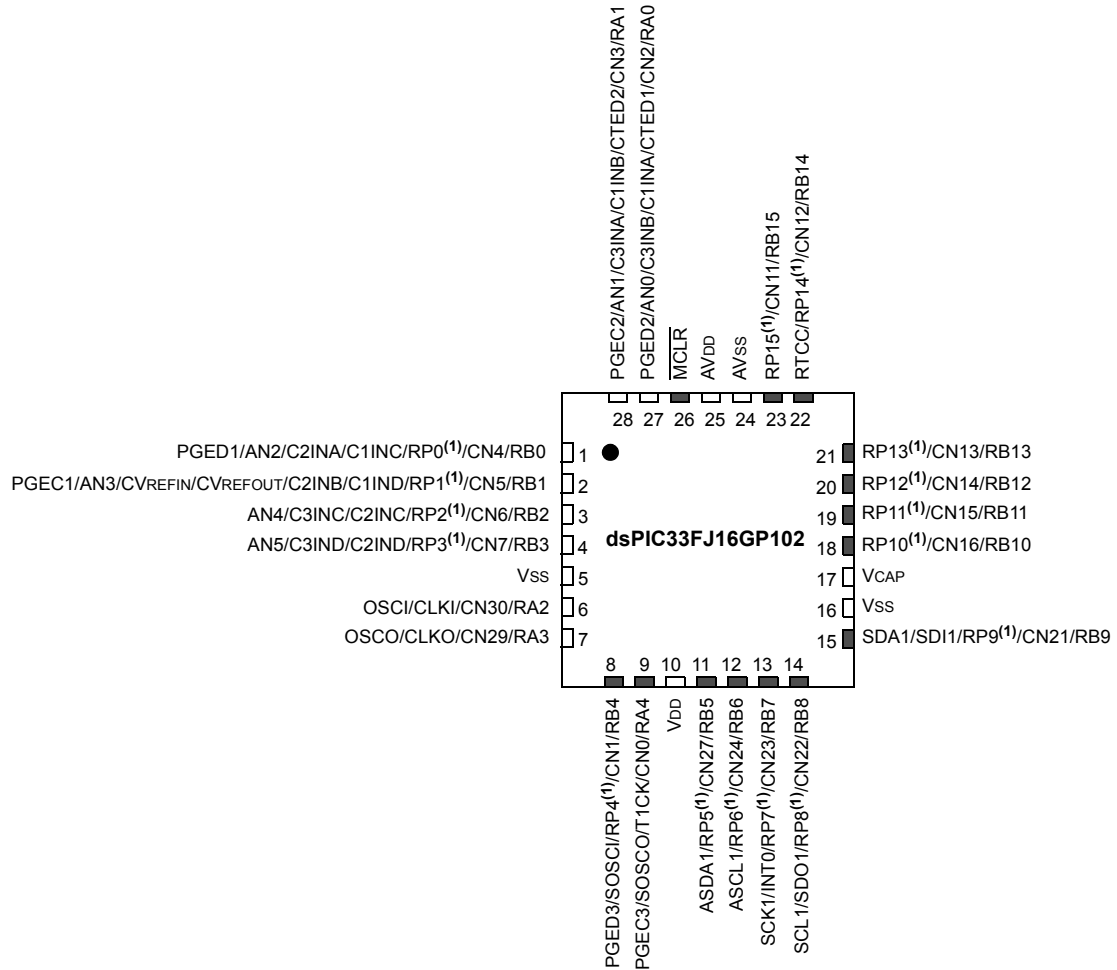 PGEC2/AN1/C3INA/C1INB/CTED2/CN3/RA1
PGED2/AN0/C3INB/C1INA/CTED1/CN2/RA0
MCLR
AVDD
AVSS
RP15(1)/CN11/RB15
RTCC/RP14(1)/CN12/RB14
28 27 26 25 24 23 22
PGED1/AN2/C2INA/C1INC/RP0(1)/CN4/RB0 1
PGEC1/AN3/CVREFIN/CVREFOUT/C2INB/C1IND/RP1(1)/CN5/RB1 2
AN4/C3INC/C2INC/RP2(1)/CN6/RB2 3
AN5/C3IND/C2IND/RP3(1)/CN7/RB3 4
VSS 5
OSCI/CLKI/CN30/RA2 6
OSCO/CLKO/CN29/RA3 7
dsPIC33FJ16GP102
21 RP13(1)/CN13/RB13
20 RP12(1)/CN14/RB12
19 RP11(1)/CN15/RB11
18 RP10(1)/CN16/RB10
17 VCAP
16 VSS
15 SDA1/SDI1/RP9(1)/CN21/RB9
8 9 10 11 12 13 14
PGED3/SOSCI/RP4(1)/CN1/RB4
PGEC3/SOSCO/T1CK/CN0/RA4
VDD
ASDA1/RP5(1)/CN27/RB5
ASCL1/RP6(1)/CN24/RB6
SCK1/INT0/RP7(1)/CN23/RB7
SCL1/SDO1/RP8(1)/CN22/RB8